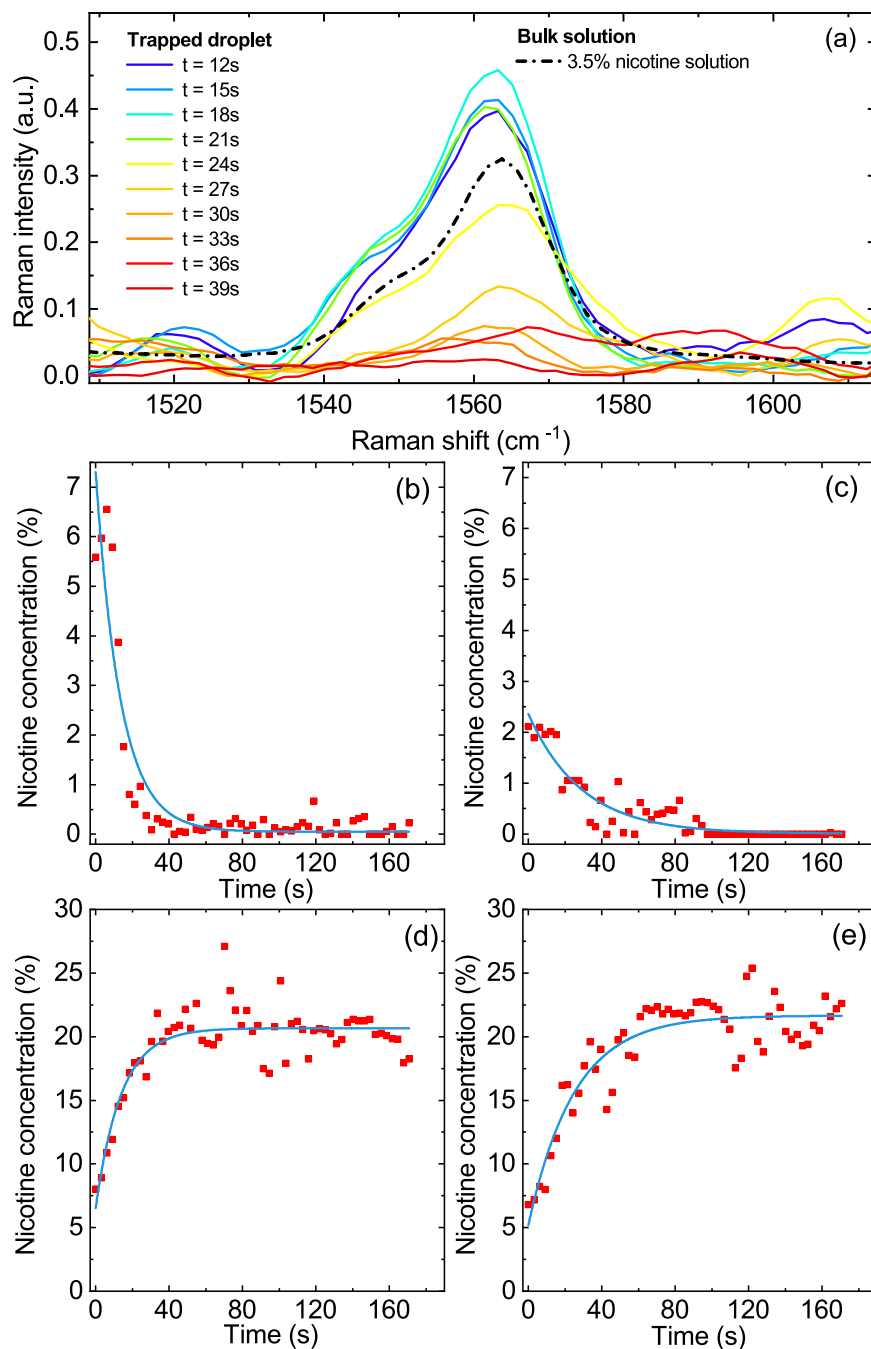 (a)
Trapped droplet
t = 12s
t = 15s
t = 18s
t = 21s
t = 24s
t = 27s
t = 30s
t = 33s
t = 36s
t = 39s
Bulk solution
3.5% nicotine solution
Raman intensity (a.u.)
0.5
0.4
0.3
0.2
0.1
0.0
1520 1540 1560 1580 1600
Raman shift (cm⁻¹)
(b)
Nicotine concentration (%)
7
6
5
4
3
2
1
0
0 40 80 120 160
Time (s)
(c)
Nicotine concentration (%)
7
6
5
4
3
2
1
0
0 40 80 120 160
Time (s)
(d)
Nicotine concentration (%)
30
25
20
15
10
5
0
0 40 80 120 160
Time (s)
(e)
Nicotine concentration (%)
30
25
20
15
10
5
0
0 40 80 120 160
Time (s)